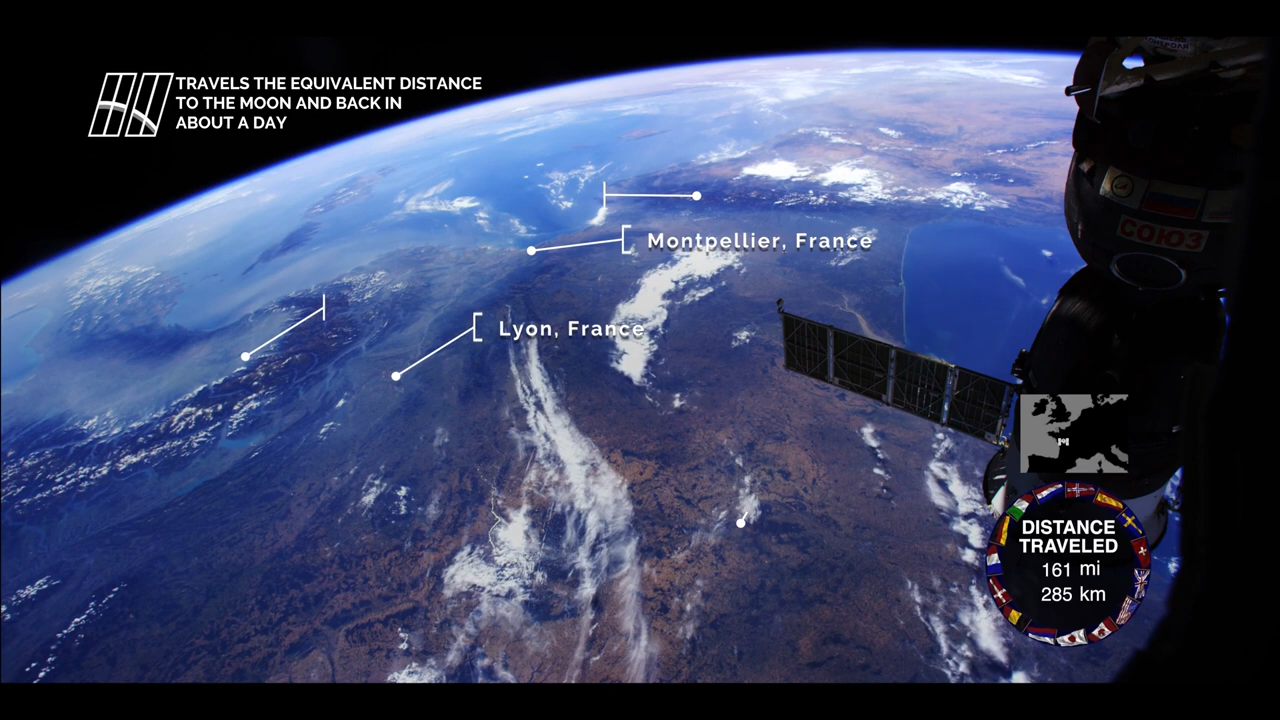 TRAVELS THE EQUIVALENT DISTANCE
TO THE MOON AND BACK IN
ABOUT A DAY
Montpellier, France
Lyon, France
СОЮЗ
DISTANCE
TRAVELED
161 mi
285 km